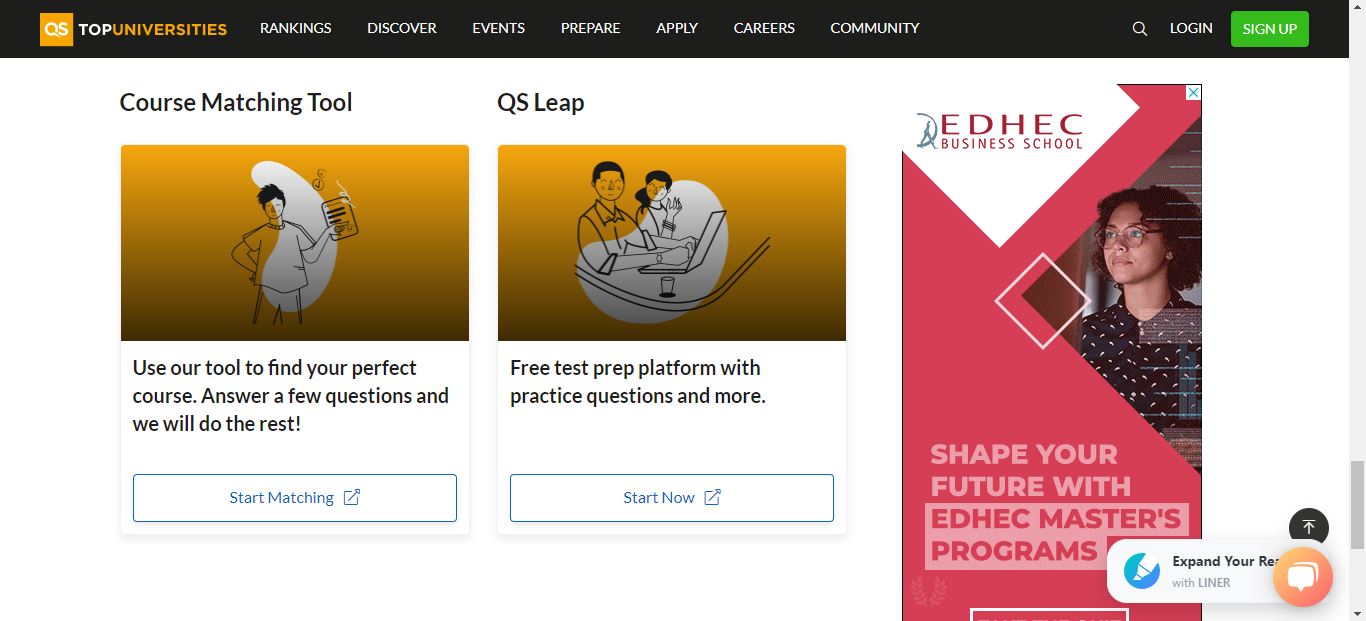 QS TOPUNIVERSITIES RANKINGS DISCOVER EVENTS PREPARE APPLY CAREERS COMMUNITY LOGIN SIGN UP
Course Matching Tool
Use our tool to find your perfect
course. Answer a few questions and
we will do the rest!
Start Matching
QS Leap
Free test prep platform with
practice questions and more.
Start Now
EDHEC
BUSINESS SCHOOL
SHAPE YOUR
FUTURE WITH
EDHEC MASTER'S
PROGRAMS
Expand Your
with LINER